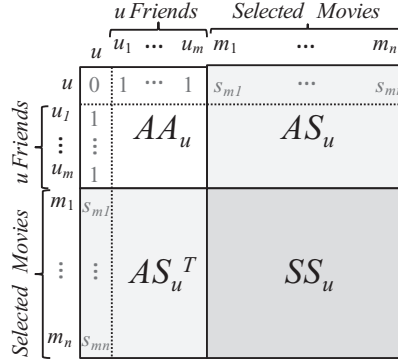 u Friends Selected Movies
u u₁ ••• uₘ m₁ ••• mₙ
u 0 1 ••• 1 sₘ₁ ••• sₘₙ
u Friends
u₁ 1
••• ••• AAᵤ ASᵤ
uₘ 1
Selected Movies
m₁ sₘ₁
••• ••• ASᵤᵀ SSᵤ
mₙ sₘₙ